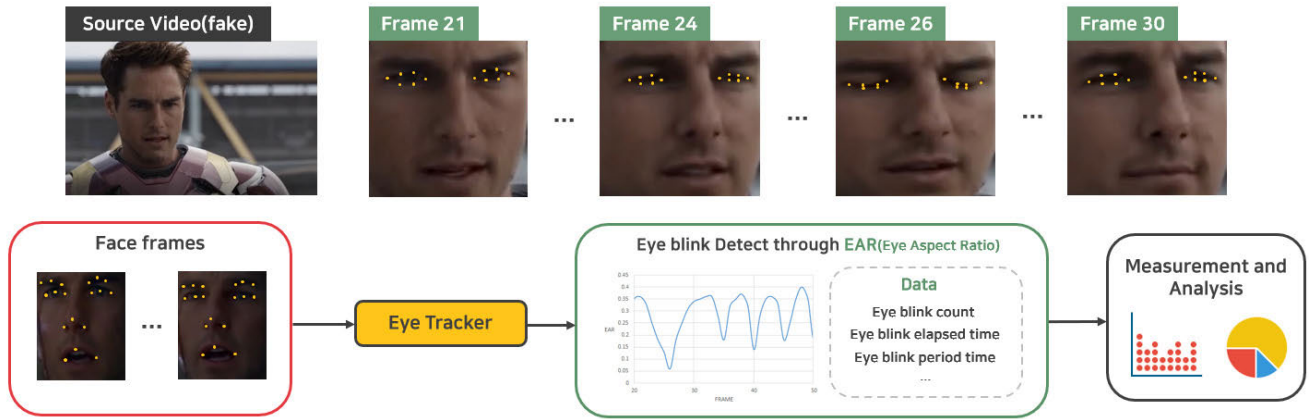 Source Video(fake)
Frame 21
Frame 24
Frame 26
Frame 30
...
...
...
Face frames
...
Eye Tracker
Eye blink Detect through EAR(Eye Aspect Ratio)
0.45
0.4
0.35
0.3
0.25
0.2
0.15
0.1
0.05
0
EAR
20
30
40
50
FRAME
Data
Eye blink count
Eye blink elapsed time
Eye blink period time
...
Measurement and
Analysis